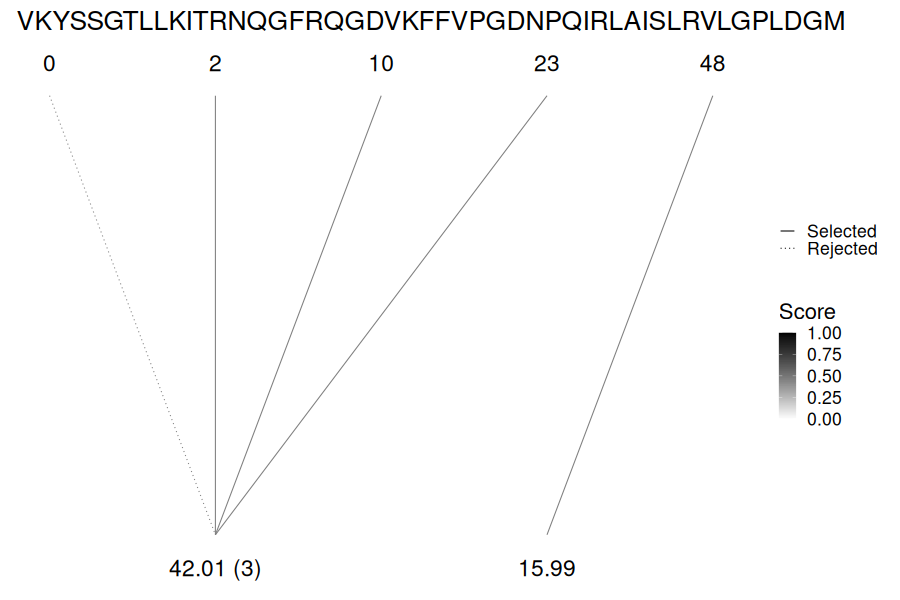 VKYSSGTLLKITRNQGFRQGDVKFFVPGDNPQIRLAISLRVLGPLDGM
0 2 10 23 48
Selected
Rejected
Score
1.00
0.75
0.50
0.25
0.00
42.01 (3) 15.99